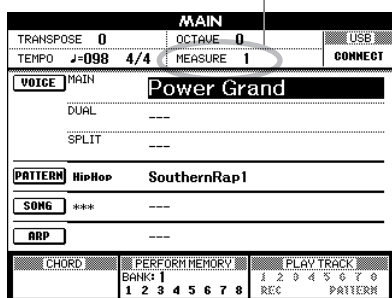 MAIN
TRANSPOSE 0 OCTAVE 0 USB
TEMPO ♩=098 4/4 MEASURE 1 CONNECT
VOICE MAIN Power Grand
DUAL ---
SPLIT ---
PATTERN HipHop SouthernRap1
SONG *** ---
ARP ---
CHORD PERFORM MEMORY PLAY TRACK
BANK: 1 1 2 3 4 5 6 7 8
1 2 3 4 5 6 7 8 REC PATTERN